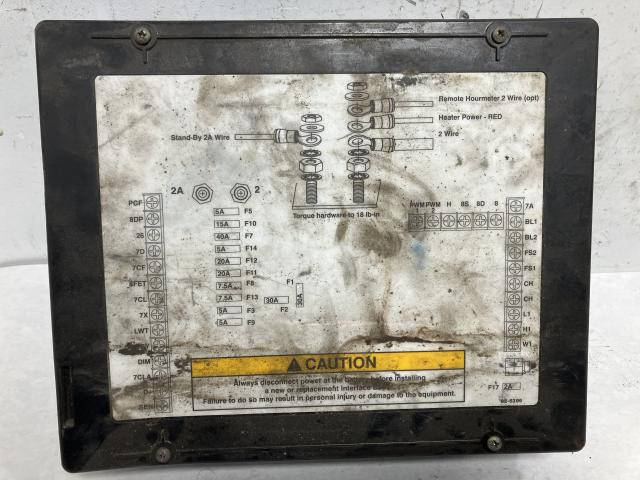 Remote Hourmeter 2 Wire (opt)
Heater Power - RED
Stand-By 2A Wire
2 Wire
2A
2
Torque hardware to 18 lb-in
PWM PWM H 8S 8D 8
PGF
8DP
26
7D
7CF
8FET
7CL
7X
LWT
DIM
7CLA
5A F5
15A F10
40A F7
5A F14
20A F12
20A F11
7.5A F8
7.5A F13
5A F3
5A F9
F1
30A
30A
F2
7A
BL1
BL2
FS2
FS1
CH
CH
L1
H1
W1
F17 2A
CAUTION
Always disconnect power at the battery before installing
a new or replacement interface
Failure to do so may result in personal injury or damage to the equipment.